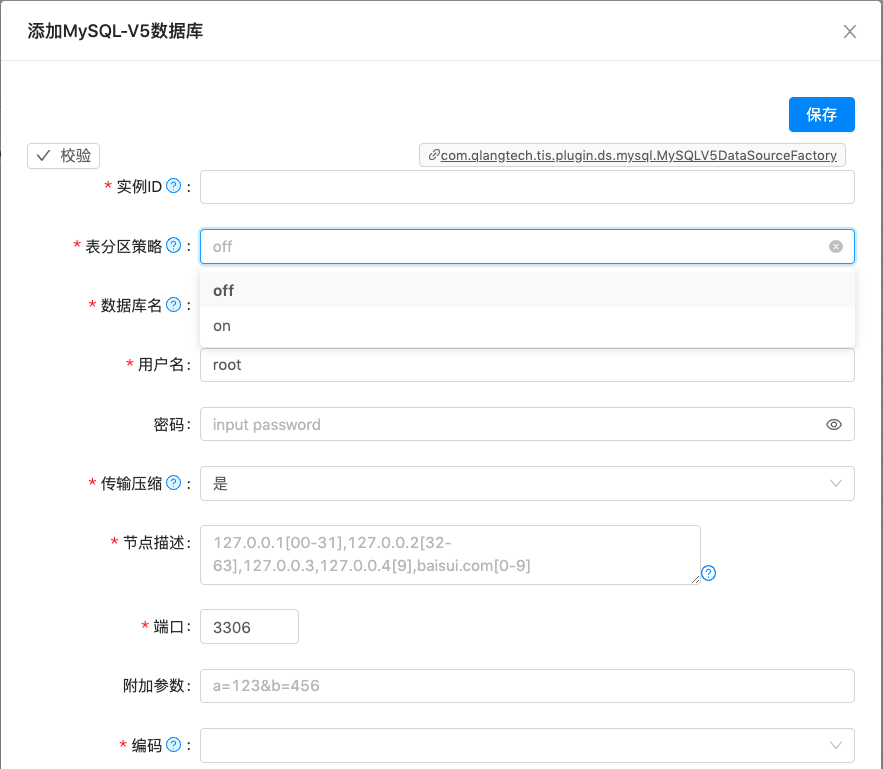 添加MySQL-V5数据库
保存
校验
com.qlangtech.tis.plugin.ds.mysql.MySQLV5DataSourceFactory
* 实例ID ? :
* 表分区策略 ? : off
off
* 数据库名 ? :
on
* 用户名: root
密码: input password
* 传输压缩 ? : 是
* 节点描述: 127.0.0.1[00-31],127.0.0.2[32-
63],127.0.0.3,127.0.0.4[9],baisui.com[0-9]
?
* 端口: 3306
附加参数: a=123&b=456
* 编码 ? :